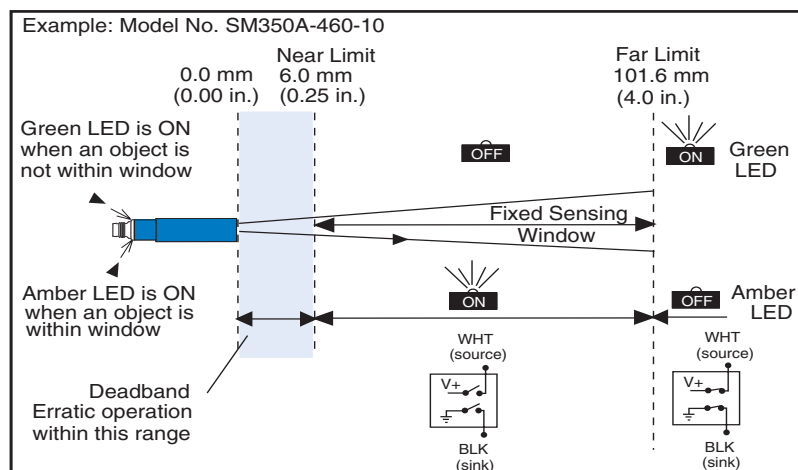 Example: Model No. SM350A-460-10
Near Limit
6.0 mm
(0.25 in.)
0.0 mm
(0.00 in.)
Far Limit
101.6 mm
(4.0 in.)
Green LED is ON
when an object is
not within window
OFF
ON
Green
LED
Fixed Sensing
Window
Amber LED is ON
when an object is
within window
ON
OFF
Amber
LED
Deadband
Erratic operation
within this range
WHT
(source)
V+
BLK
(sink)
WHT
(source)
V+
BLK
(sink)